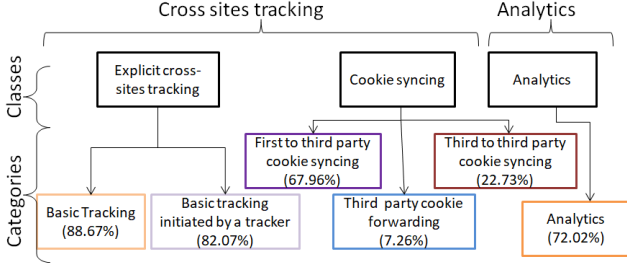 Cross sites tracking
Analytics
Classes
Explicit cross-
sites tracking
Cookie syncing
Analytics
Categories
First to third party
cookie syncing
(67.96%)
Third to third party
cookie syncing
(22.73%)
Basic Tracking
(88.67%)
Basic tracking
initiated by a tracker
(82.07%)
Third party cookie
forwarding
(7.26%)
Analytics
(72.02%)